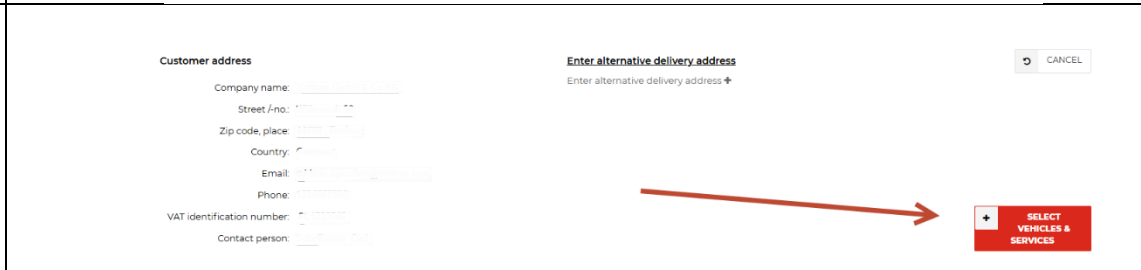 Customer address
Company name:
Street /-no.:
Zip code, place:
Country:
Email:
Phone:
VAT identification number:
Contact person:
Enter alternative delivery address
Enter alternative delivery address +
CANCEL
+ SELECT
VEHICLES &
SERVICES